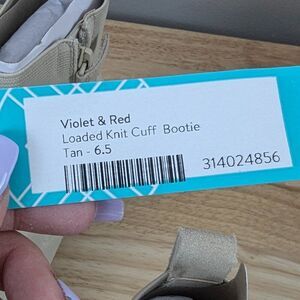 Violet & Red
Loaded Knit Cuff Bootie
Tan - 6.5
314024856